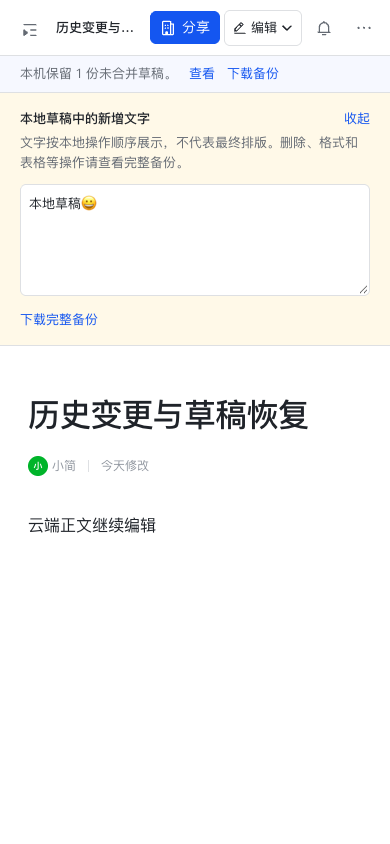 历史变更与... 分享 编辑
本机保留 1 份未合并草稿。 查看 下载备份
本地草稿中的新增文字 收起
文字按本地操作顺序展示，不代表最终排版。删除、格式和
表格等操作请查看完整备份。
本地草稿😀
下载完整备份
历史变更与草稿恢复
小 小简 今天修改
云端正文继续编辑